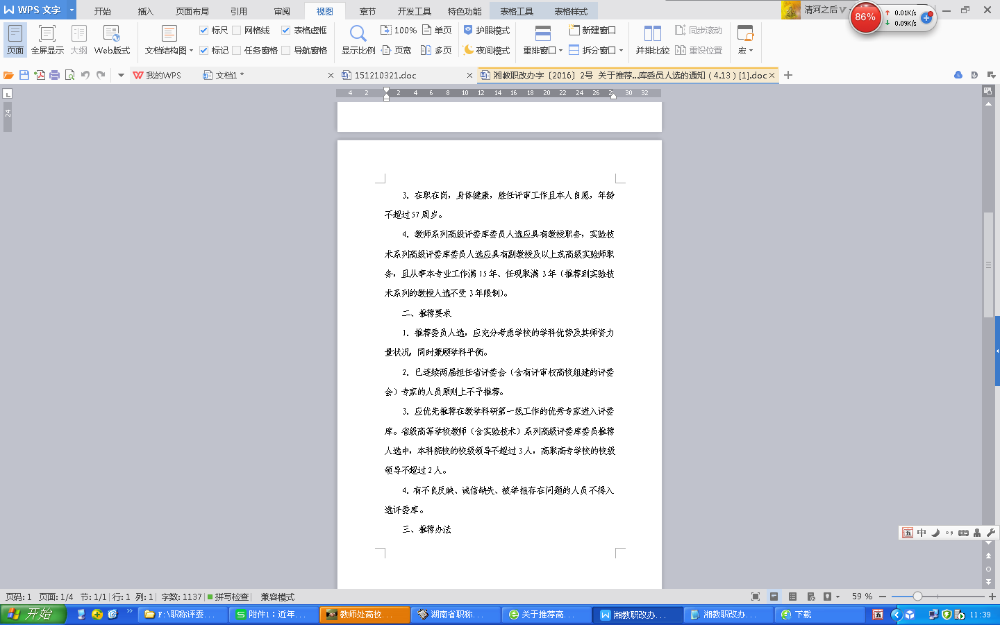 WPS 文字 开始 插入 页面布局 引用 审阅 视图 章节 开发工具 特色功能 表格工具 表格样式 清河之后
86% 0.01K/s
0.09K/s
标尺 网格线 表格虚框 100% 单页 护眼模式 新建窗口 同步滚动
页面 全屏显示 大纲 Web版式 文档结构图 标记 任务窗格 导航窗格 显示比例 页宽 多页 夜间模式 重排窗口 拆分窗口 并排比较 重设位置 宏
我的WPS 文档1 * 151210321.doc 湘教职改办字〔2016〕2号 关于推荐...库委员人选的通知（4.13）[1].doc
4 2 2 4 6 8 10 12 14 16 18 20 22 24 26 30 32
24
3．在职在岗，身体健康，胜任评审工作且本人自愿，年龄
不超过 57 周岁。
4．教师系列高级评委库委员人选应具有教授职务，实验技
术系列高级评委库委员人选应具有副教授及以上或高级实验师职
务，且从事本专业工作满 15 年、任现职满 3 年（推荐到实验技
术系列的教授人选不受 3 年限制）。
二、推荐要求
1．推荐委员人选，应充分考虑学校的学科优势及其师资力
量状况，同时兼顾学科平衡。
2．已连续两届担任省评委会（含有评审权高校组建的评委
会）专家的人员原则上不予推荐。
3．应优先推荐在教学科研第一线工作的优秀专家进入评委
库。省级高等学校教师（含实验技术）系列高级评委库委员推荐
人选中，本科院校的校级领导不超过 3 人，高职高专学校的校级
领导不超过 2 人。
4．有不良反映、诚信缺失、被举报存在问题的人员不得入
选评委库。
三、推荐办法
五 中
页码: 1 页面: 1/4 节: 1/1 行: 1 列: 1 字数: 1137 拼写检查 兼容模式 59 %
开始 F:\职称评委... 附件1：近年... 教师处高校... 湖南省职称... 关于推荐高... 湘教职改办... 湘教职改办... 下载 五 11:39